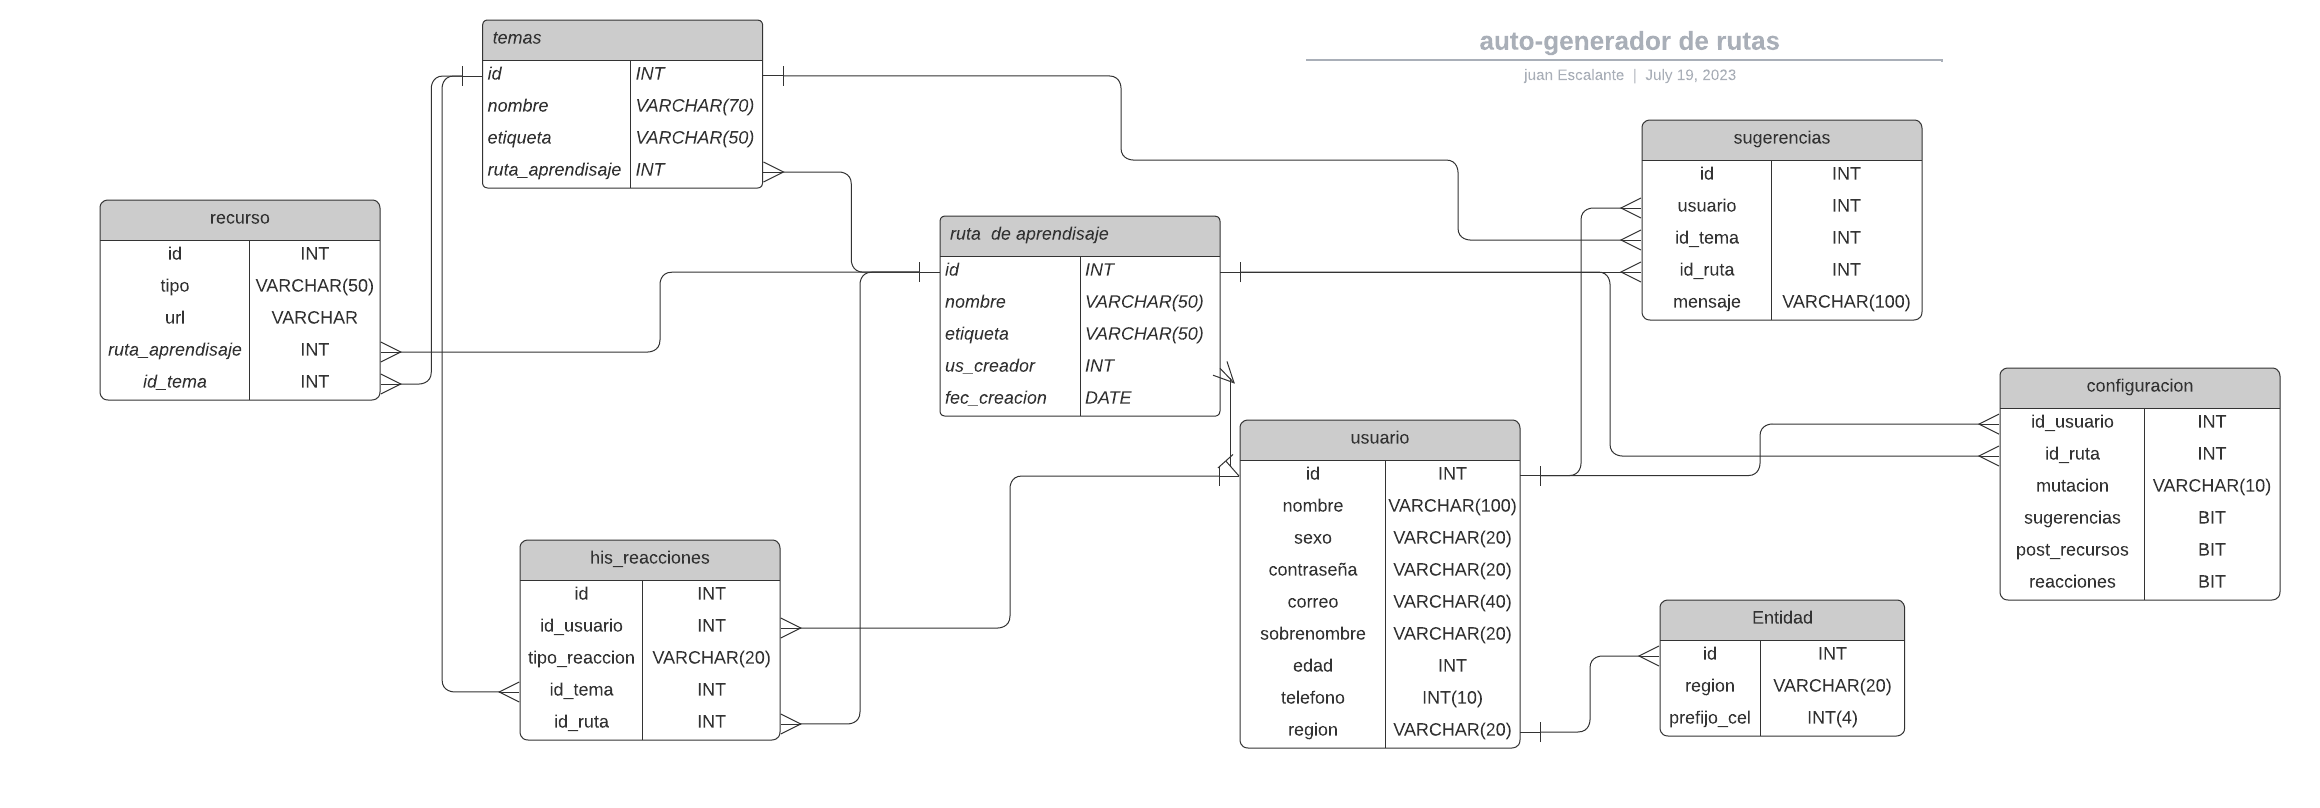 auto-generador de rutas
juan Escalante | July 19, 2023
temas
id INT
nombre VARCHAR(70)
etiqueta VARCHAR(50)
ruta_aprendisaje INT
recurso
id INT
tipo VARCHAR(50)
url VARCHAR
ruta_aprendisaje INT
id_tema INT
ruta de aprendisaje
id INT
nombre VARCHAR(50)
etiqueta VARCHAR(50)
us_creador INT
fec_creacion DATE
sugerencias
id INT
usuario INT
id_tema INT
id_ruta INT
mensaje VARCHAR(100)
configuracion
id_usuario INT
id_ruta INT
mutacion VARCHAR(10)
sugerencias BIT
post_recursos BIT
reacciones BIT
usuario
id INT
nombre VARCHAR(100)
sexo VARCHAR(20)
contraseña VARCHAR(20)
correo VARCHAR(40)
sobrenombre VARCHAR(20)
edad INT
telefono INT(10)
region VARCHAR(20)
his_reacciones
id INT
id_usuario INT
tipo_reaccion VARCHAR(20)
id_tema INT
id_ruta INT
Entidad
id INT
region VARCHAR(20)
prefijo_cel INT(4)